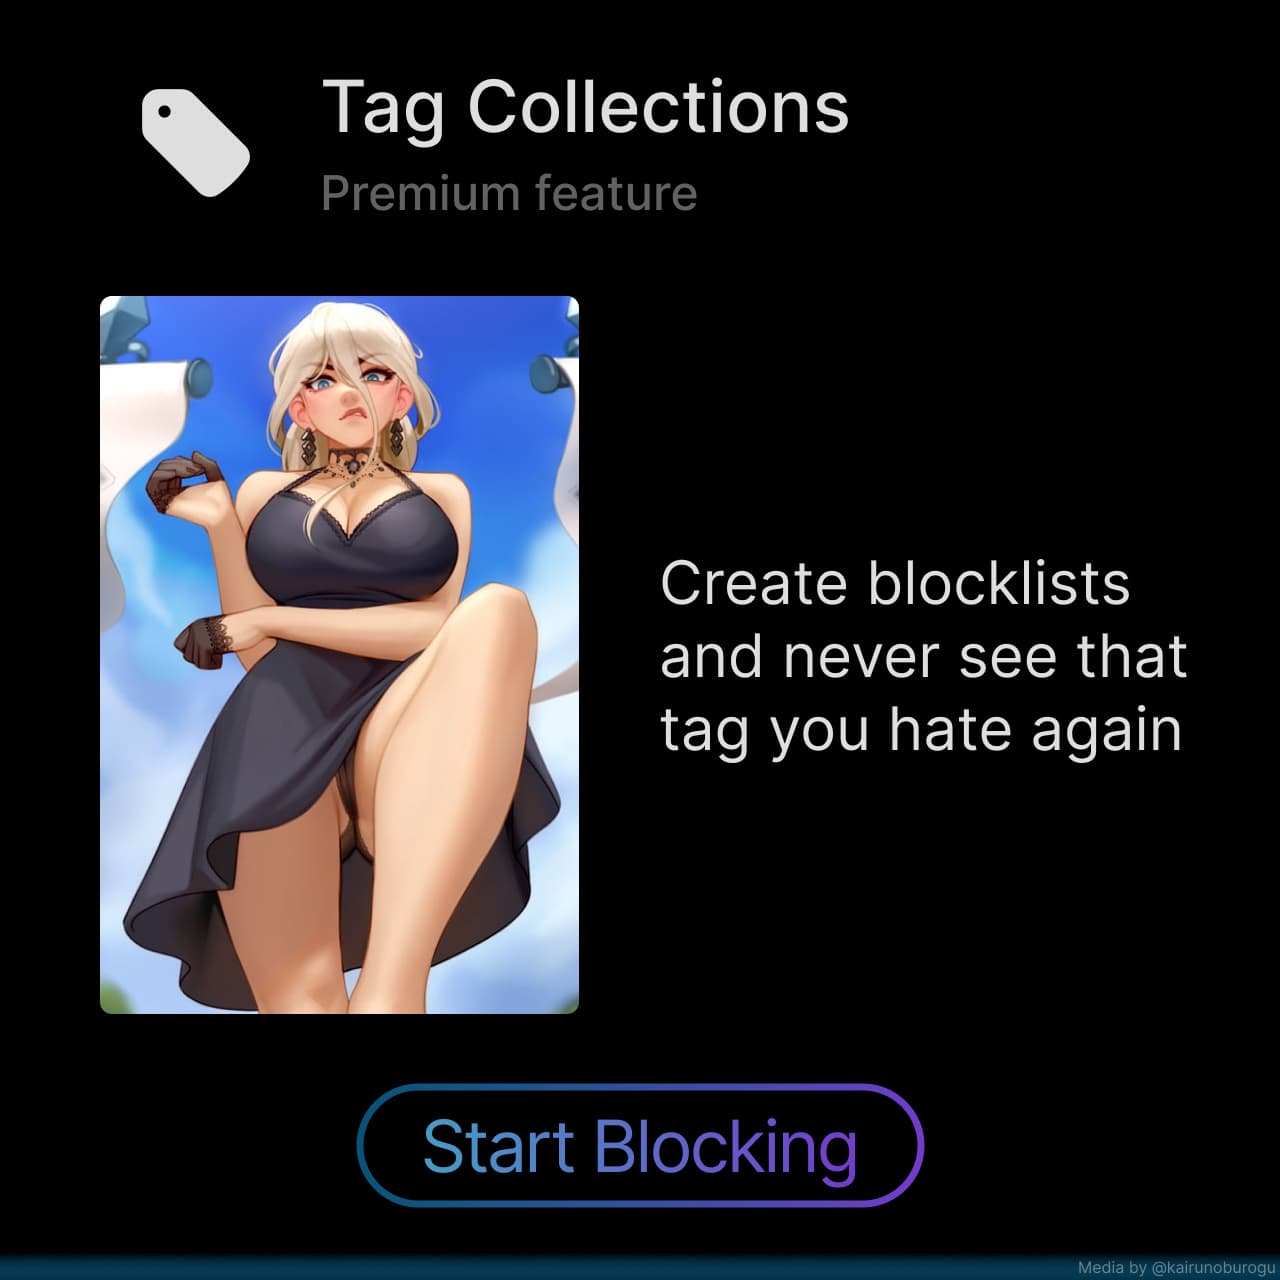 Tag Collections
Premium feature
Create blocklists
and never see that
tag you hate again
Start Blocking
Media by @kairunoburogu